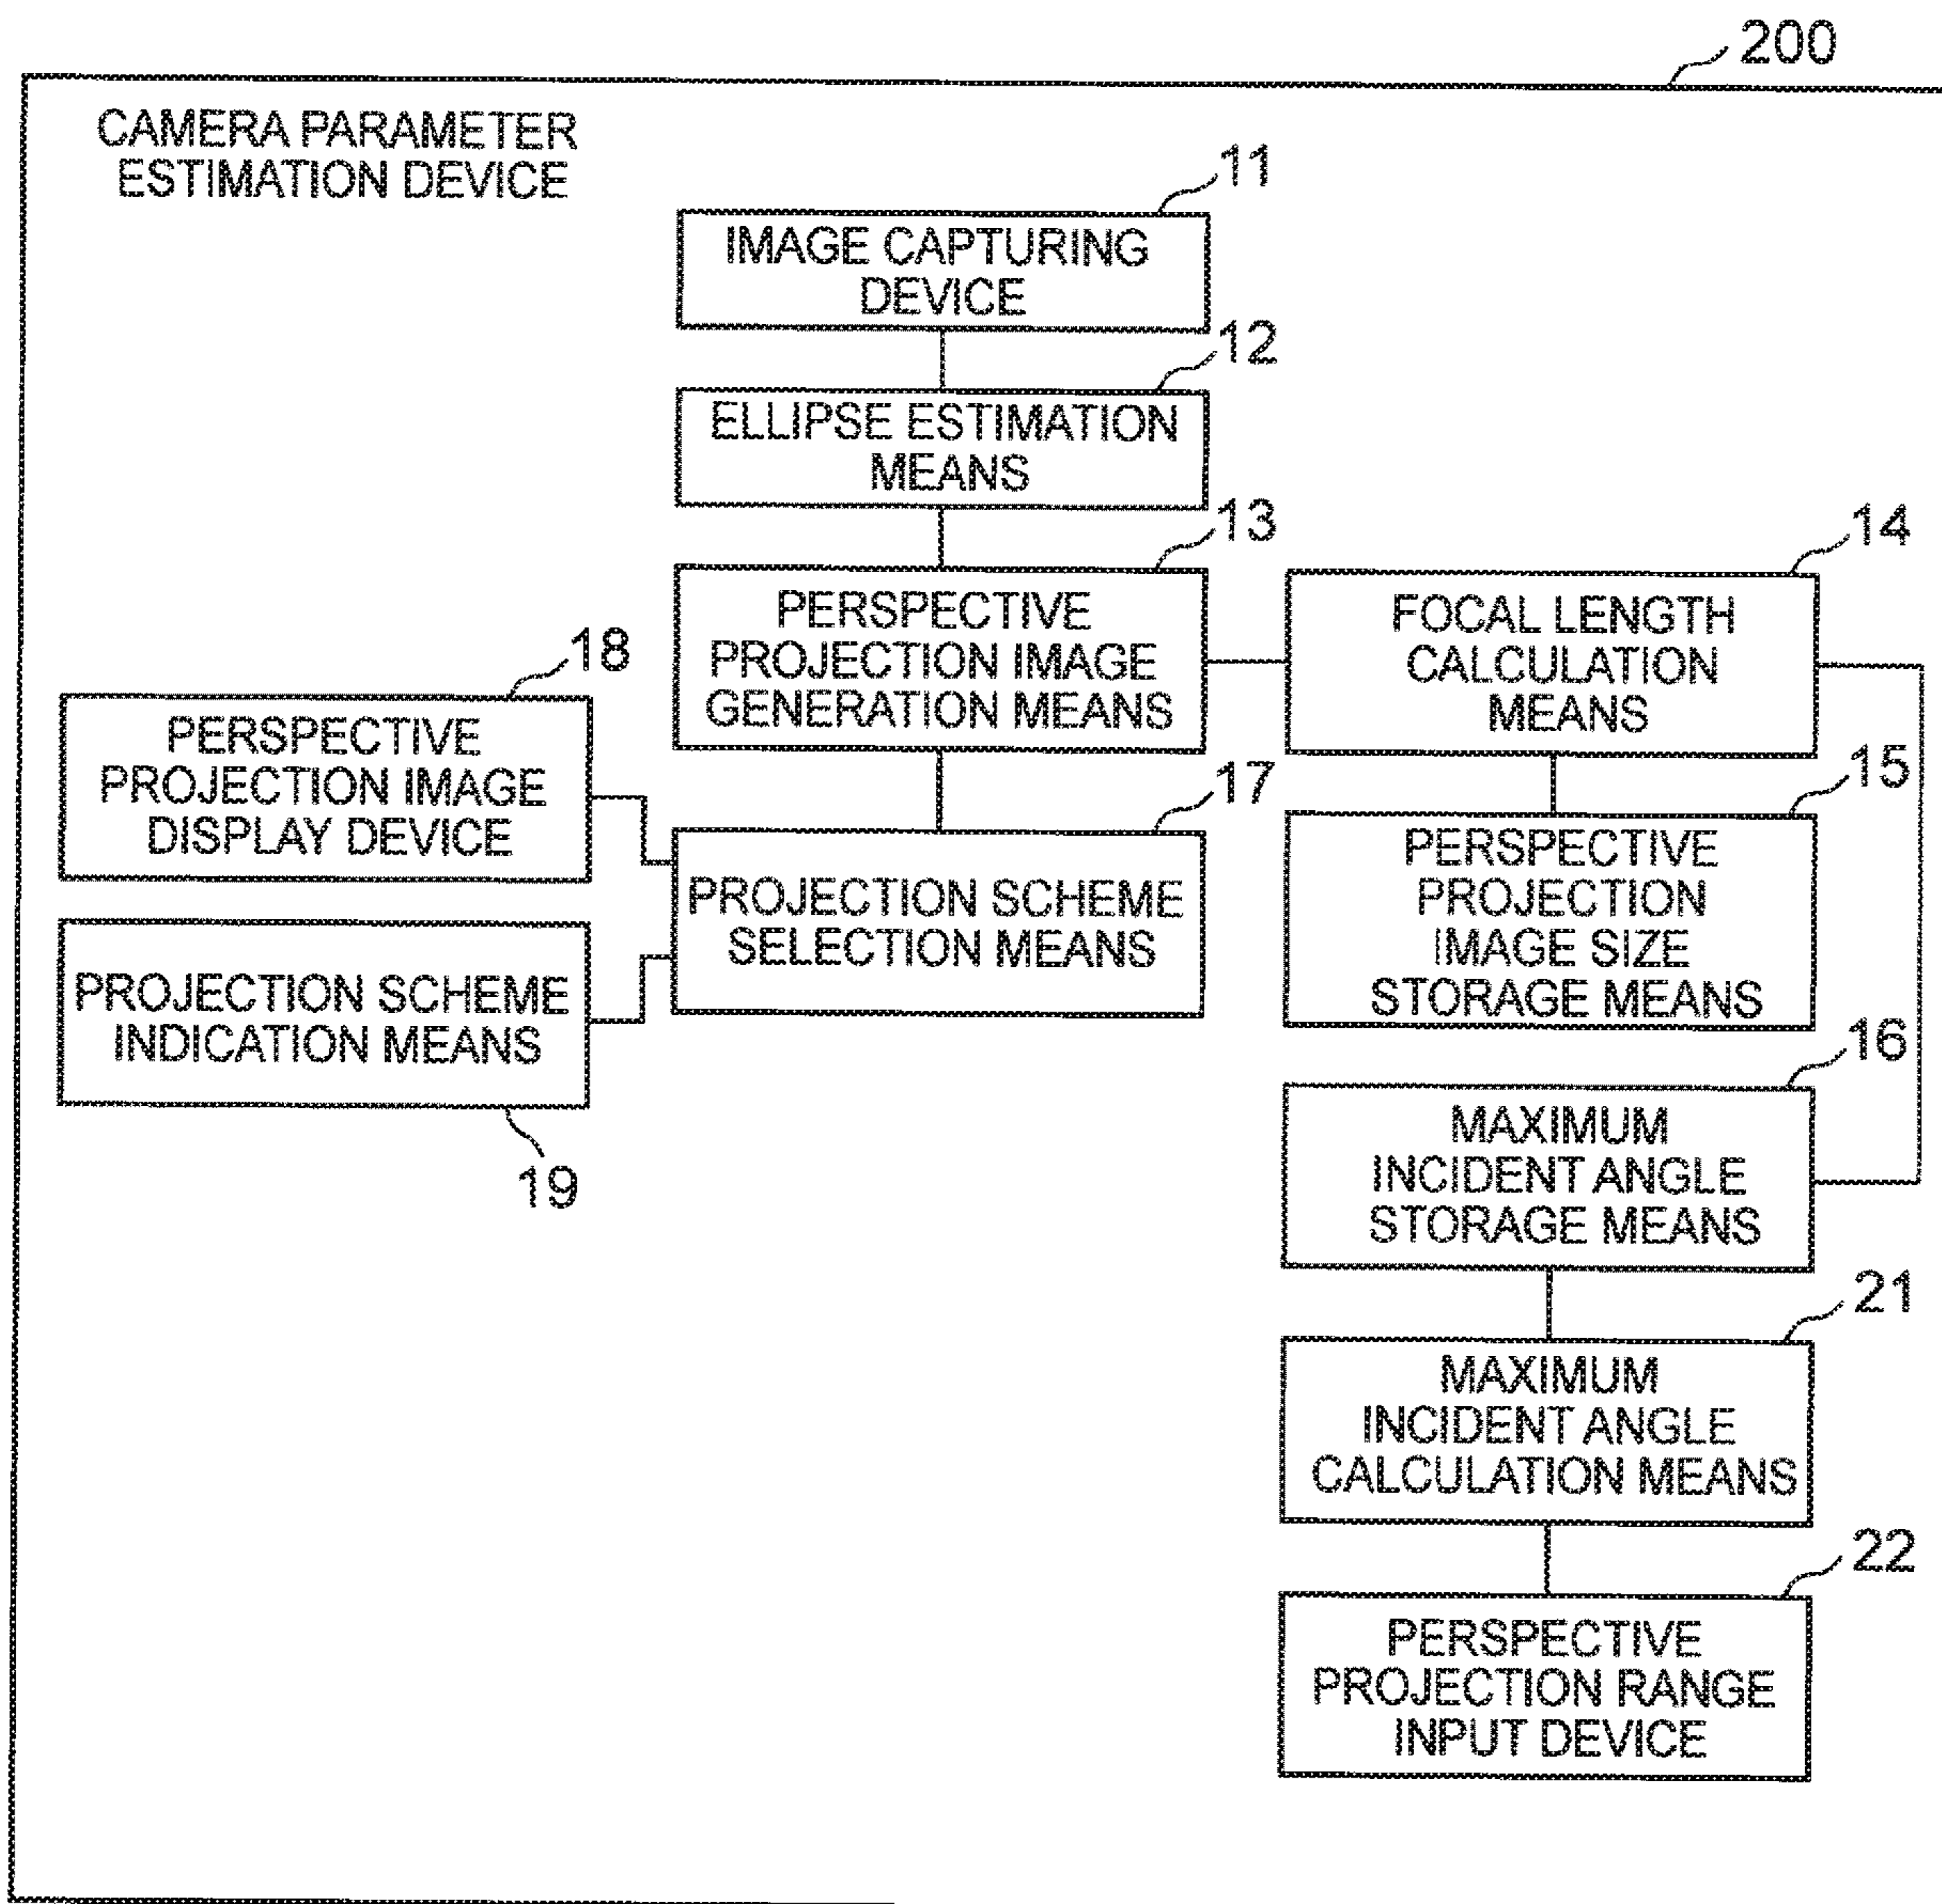 200
CAMERA PARAMETER
ESTIMATION DEVICE
11
IMAGE CAPTURING
DEVICE
12
ELLIPSE ESTIMATION
MEANS
13
PERSPECTIVE
PROJECTION IMAGE
GENERATION MEANS
14
FOCAL LENGTH
CALCULATION
MEANS
18
PERSPECTIVE
PROJECTION IMAGE
DISPLAY DEVICE
17
PROJECTION SCHEME
SELECTION MEANS
15
PERSPECTIVE
PROJECTION
IMAGE SIZE
STORAGE MEANS
PROJECTION SCHEME
INDICATION MEANS
19
16
MAXIMUM
INCIDENT ANGLE
STORAGE MEANS
21
MAXIMUM
INCIDENT ANGLE
CALCULATION MEANS
22
PERSPECTIVE
PROJECTION RANGE
INPUT DEVICE